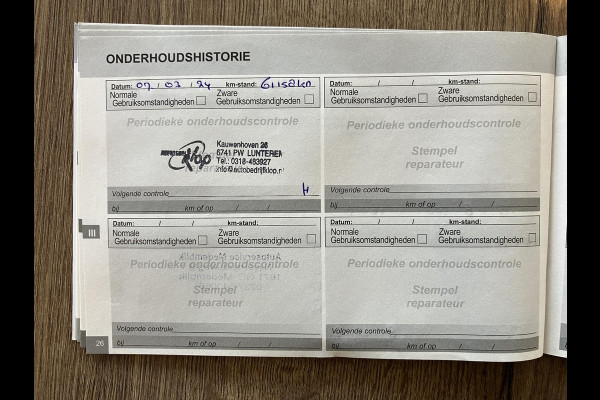 ONDERHOUDSHISTORIE
Datum: 07 / 03 / 24 km-stand:
Normale Zware
Gebruiksomstandigheden Gebruiksomstandigheden
Periodieke onderhoudscontrole
Kauwenhoven 26
6741 PW LUNTEREN
Tel.: 0318-483927
info@autobedrijfklop.nl
Klop
Volgende controle
H
bij km of op / /
Datum: / / km-stand:
Normale Zware
Gebruiksomstandigheden Gebruiksomstandigheden
Periodieke onderhoudscontrole
Stempel
reparateur
Volgende controle
bij km of op / /
III
Datum: / / km-stand:
Normale Zware
Gebruiksomstandigheden Gebruiksomstandigheden
Periodieke onderhoudscontrole
Stempel
reparateur
Volgende controle
bij km of op / /
Datum: / / km-stand:
Normale Zware
Gebruiksomstandigheden Gebruiksomstandigheden
Periodieke onderhoudscontrole
Stempel
reparateur
Volgende controle
bij km of op / /
26